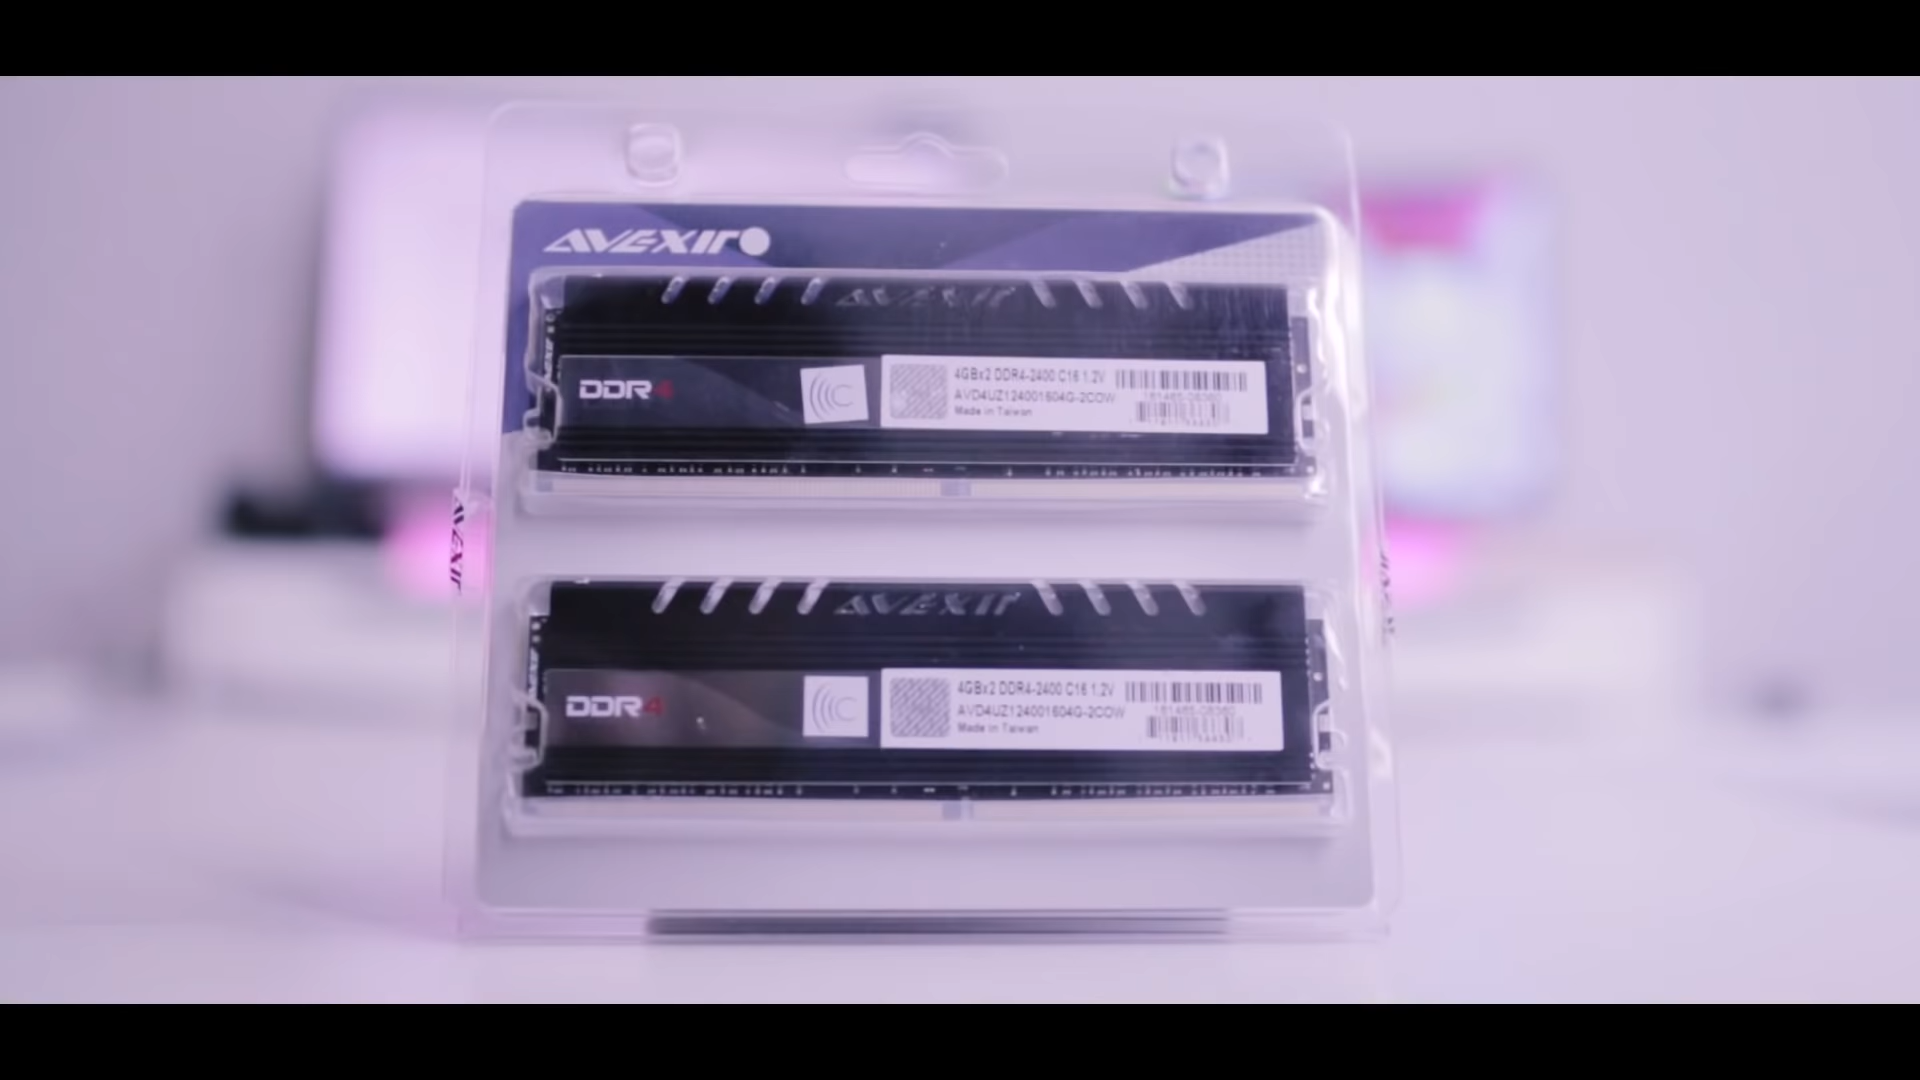 AVEXIR
AVEXIR
DDR4
4GBx2 DDR4-2400 C16 1.2V
AVD4UZ124001604G-2COW
Made in Taiwan
AVEXIR
AVEXIR
DDR4
4GBx2 DDR4-2400 C16 1.2V
AVD4UZ124001604G-2COW
Made in Taiwan